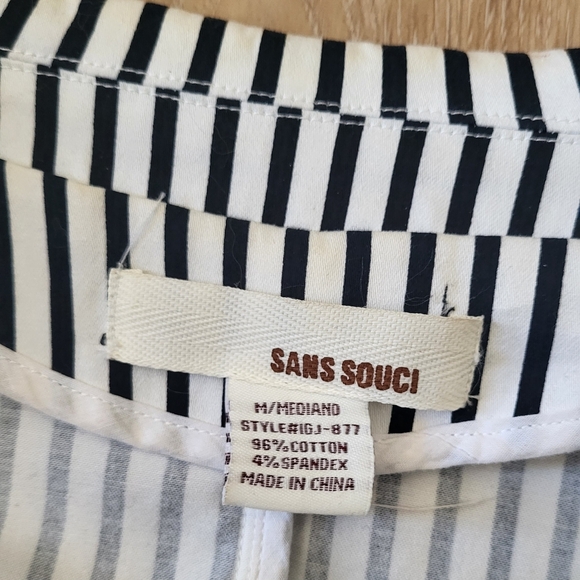 SANS SOUCI
M/MEDIANO
STYLE#IGJ-877
96%COTTON
4%SPANDEX
MADE IN CHINA